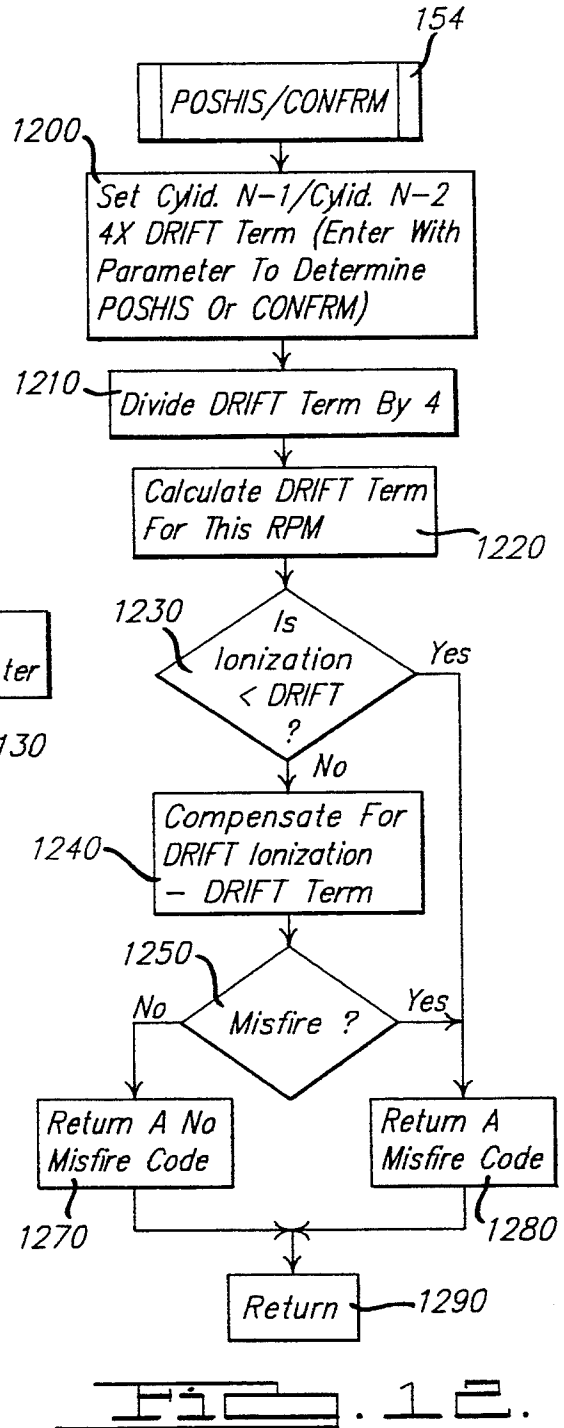 154
POSHIS/CONFRM
1200
Set Cylid. N-1/Cylid. N-2
4X DRIFT Term (Enter With
Parameter To Determine
POSHIS Or CONFRM)
1210
Divide DRIFT Term By 4
Calculate DRIFT Term
For This RPM
1220
1230
Is
Ionization
< DRIFT
?
Yes
ter
130
No
Compensate For
DRIFT Ionization
- DRIFT Term
1240
1250
No
Misfire ?
Yes
Return A No
Misfire Code
Return A
Misfire Code
1270
1280
Return
1290